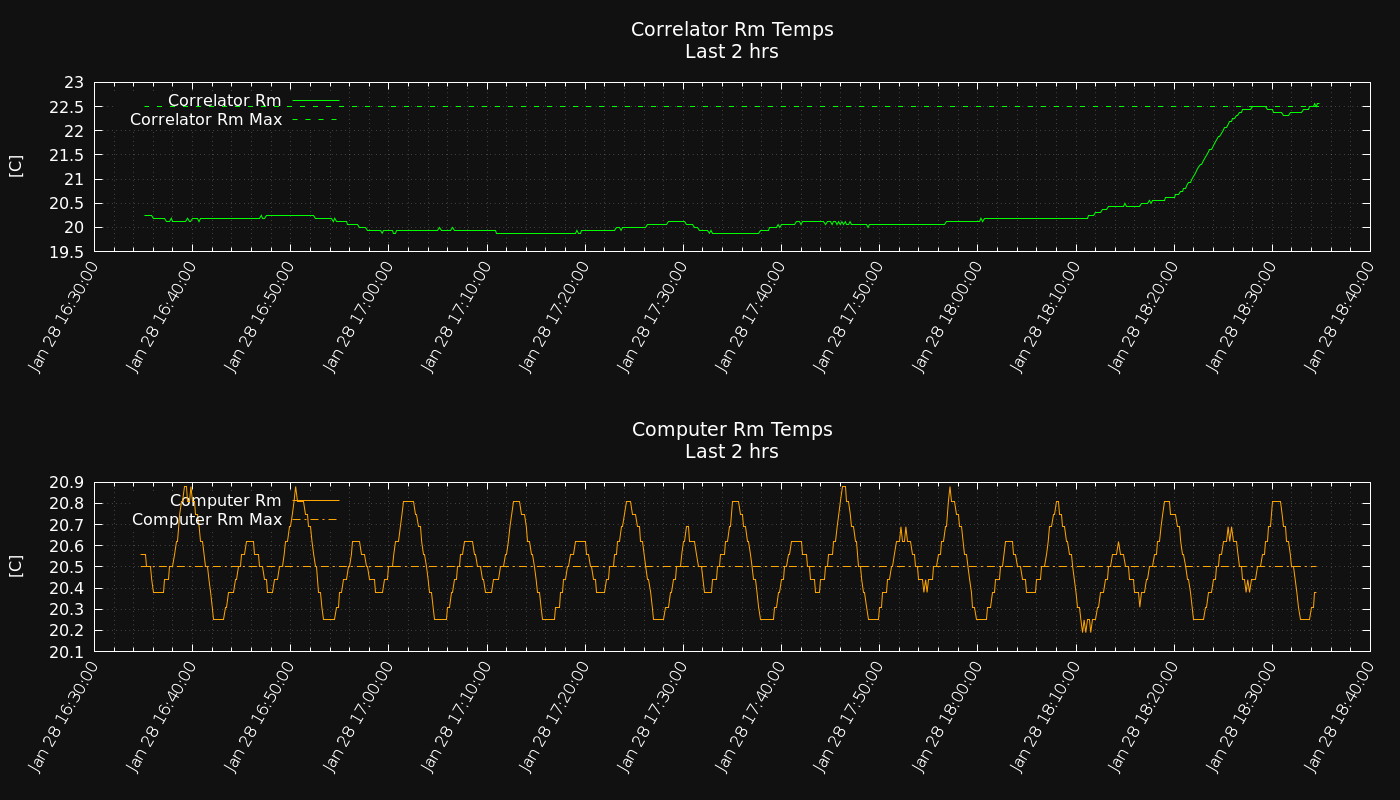 Correlator Rm Temps
Last 2 hrs
23
22.5
22
21.5
21
20.5
20
19.5
[C]
Correlator Rm
Correlator Rm Max
Jan 28 16:30:00
Jan 28 16:40:00
Jan 28 16:50:00
Jan 28 17:00:00
Jan 28 17:10:00
Jan 28 17:20:00
Jan 28 17:30:00
Jan 28 17:40:00
Jan 28 17:50:00
Jan 28 18:00:00
Jan 28 18:10:00
Jan 28 18:20:00
Jan 28 18:30:00
Jan 28 18:40:00
Computer Rm Temps
Last 2 hrs
20.9
20.8
20.7
20.6
20.5
20.4
20.3
20.2
20.1
[C]
Computer Rm
Computer Rm Max
Jan 28 16:30:00
Jan 28 16:40:00
Jan 28 16:50:00
Jan 28 17:00:00
Jan 28 17:10:00
Jan 28 17:20:00
Jan 28 17:30:00
Jan 28 17:40:00
Jan 28 17:50:00
Jan 28 18:00:00
Jan 28 18:10:00
Jan 28 18:20:00
Jan 28 18:30:00
Jan 28 18:40:00